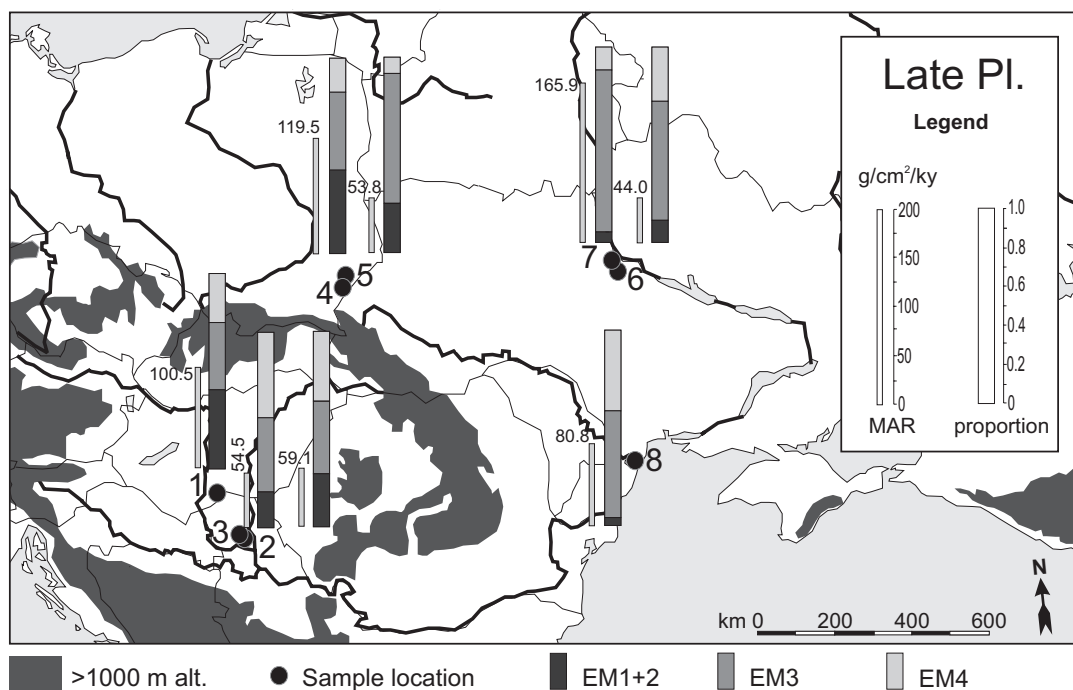 Late Pl.
Legend
g/cm²/ky
200
150
100
50
0
MAR
1.0
0.8
0.6
0.4
0.2
0
proportion
119.5
53.8
165.9
44.0
5
4
7
6
100.5
54.5
59.1
80.8
1
3
2
8
N
km 0 200 400 600
>1000 m alt.
Sample location
EM1+2
EM3
EM4